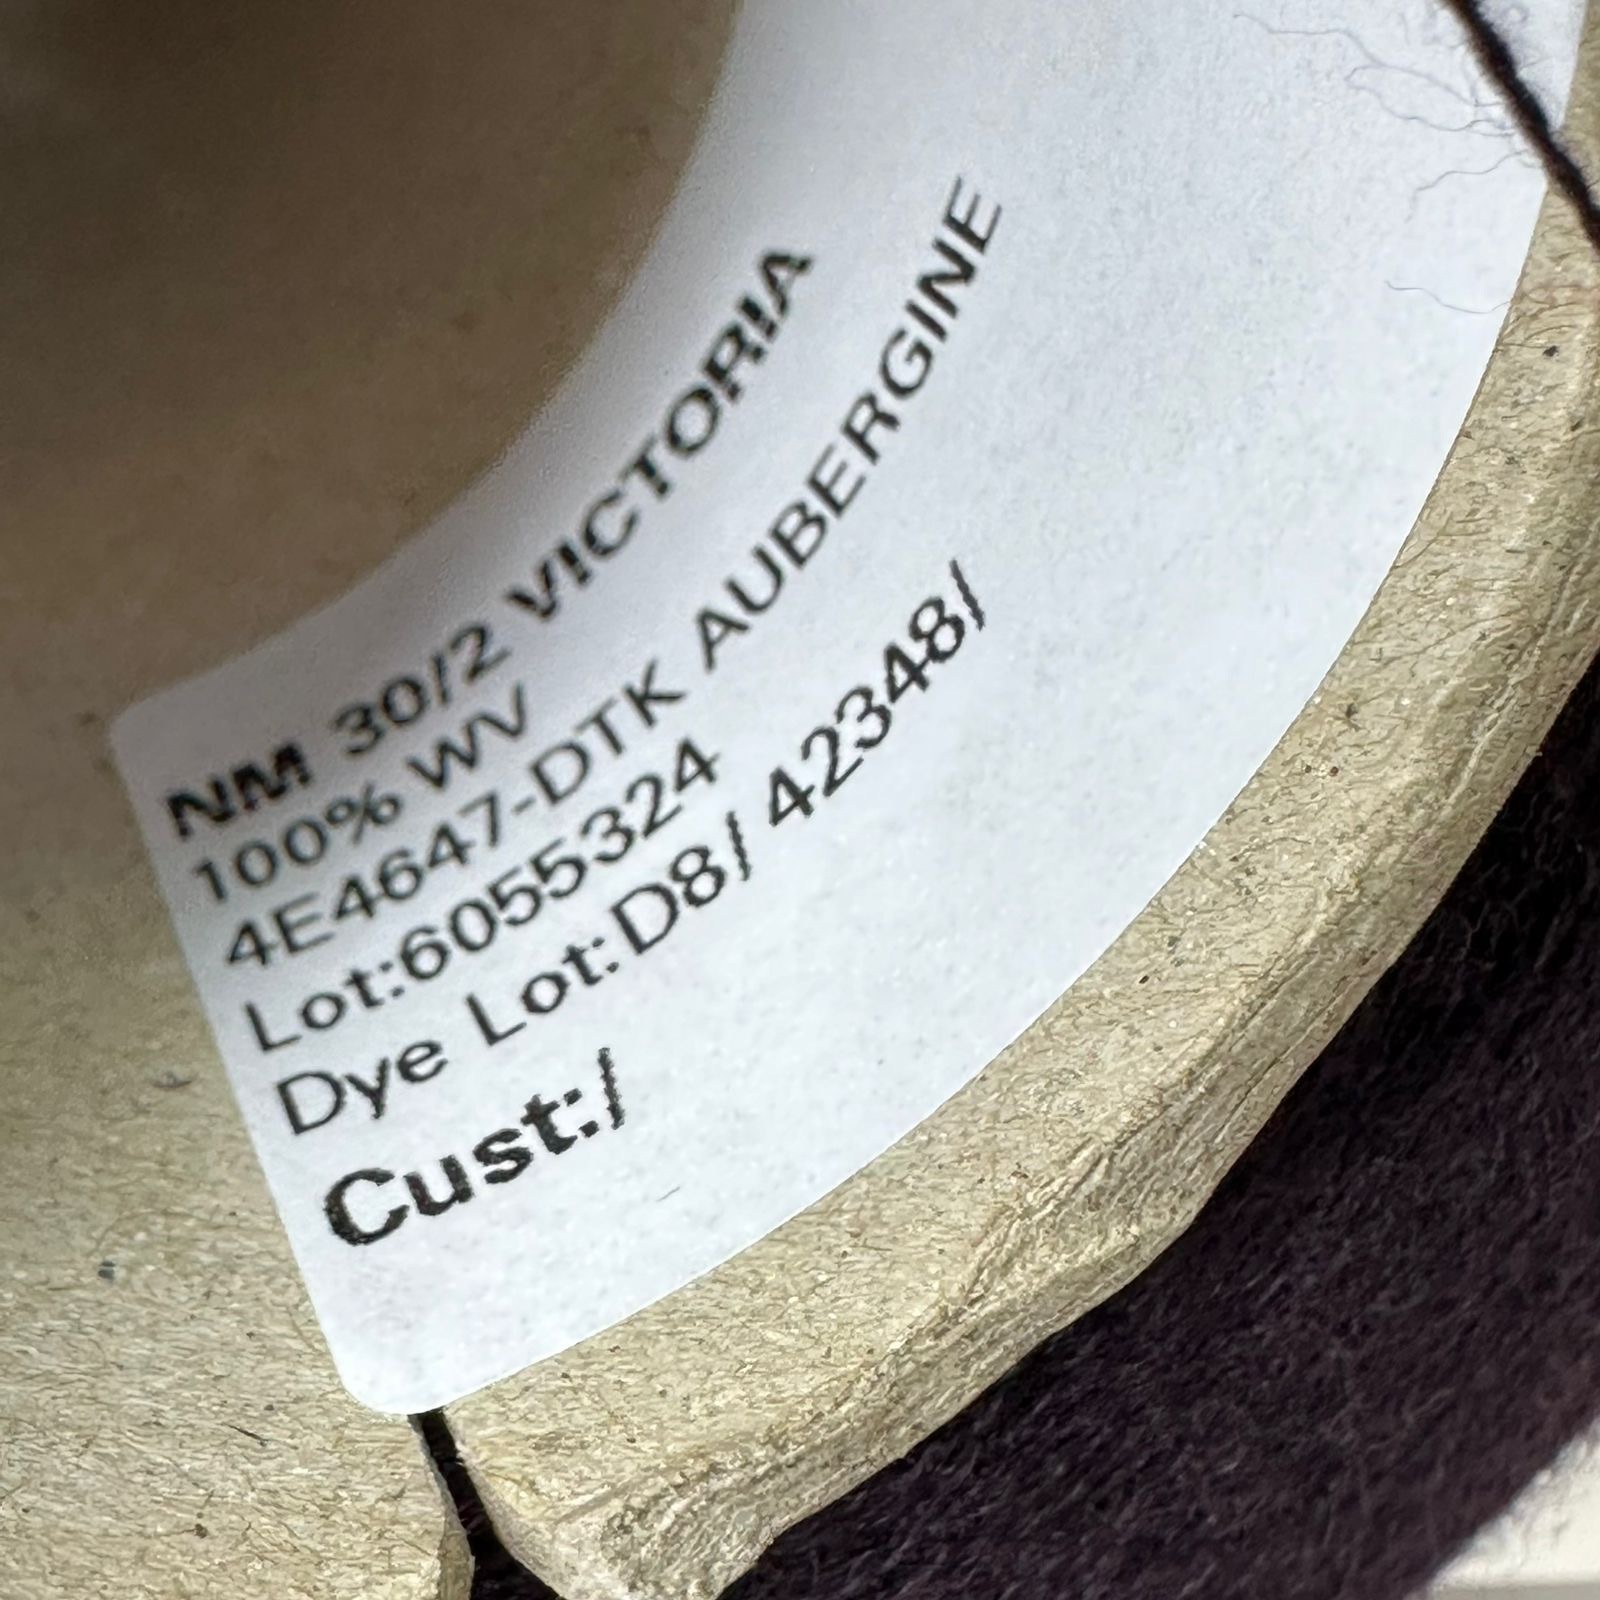 NM 30/2 VICTORIA
100% WV
4E4647-DTK AUBERGINE
Lot:6055324
Dye Lot:D8/ 42348/
Cust:/